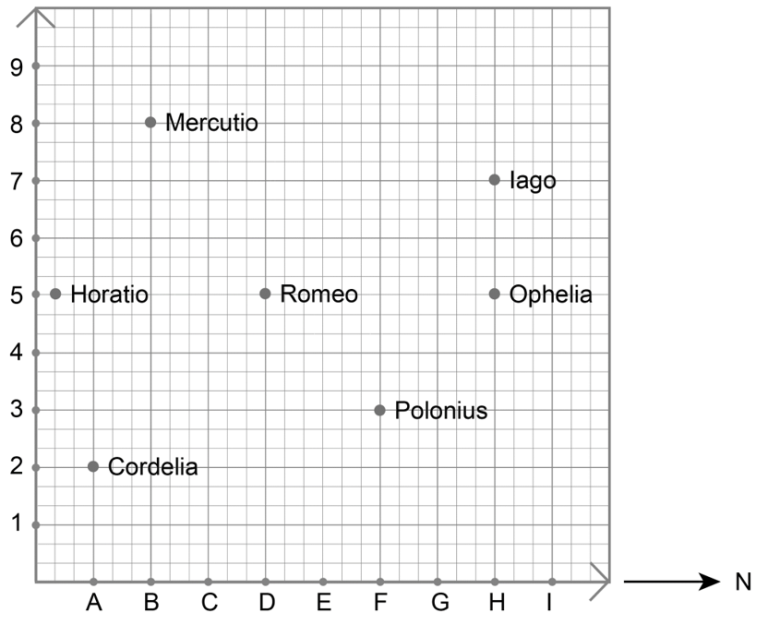 9
8
Mercutio
7
Iago
6
5
Horatio
Romeo
Ophelia
4
3
Polonius
2
Cordelia
1
A B C D E F G H I
N